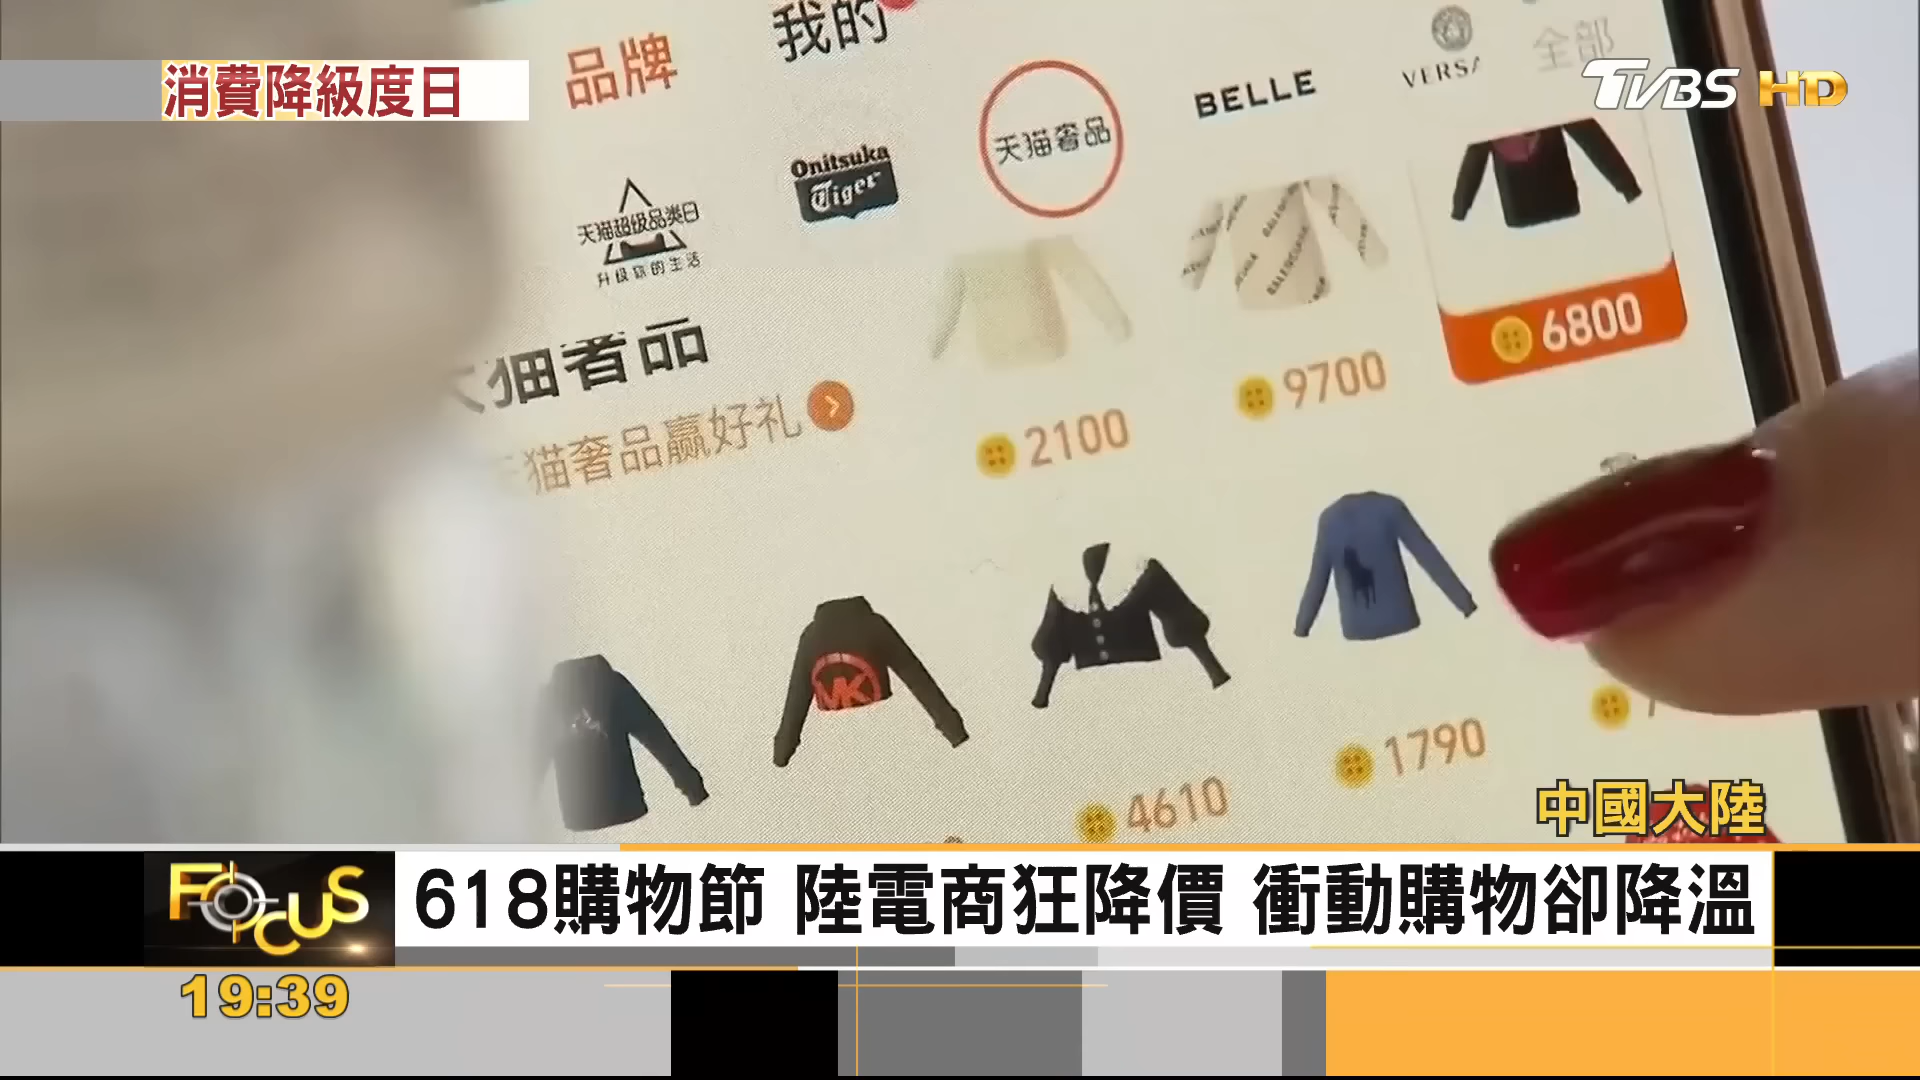 消費降級度日
TVBS HD
品牌
我的
全部
Onitsuka
Tiger
天猫奢品
BELLE
天猫超级品类日
升级你的生活
猫奢品赢好礼
BALENCIAGA
6800
9700
2100
MK
4610
1790
中國大陸
FOCUS
618購物節 陸電商狂降價 衝動購物卻降溫
19:39